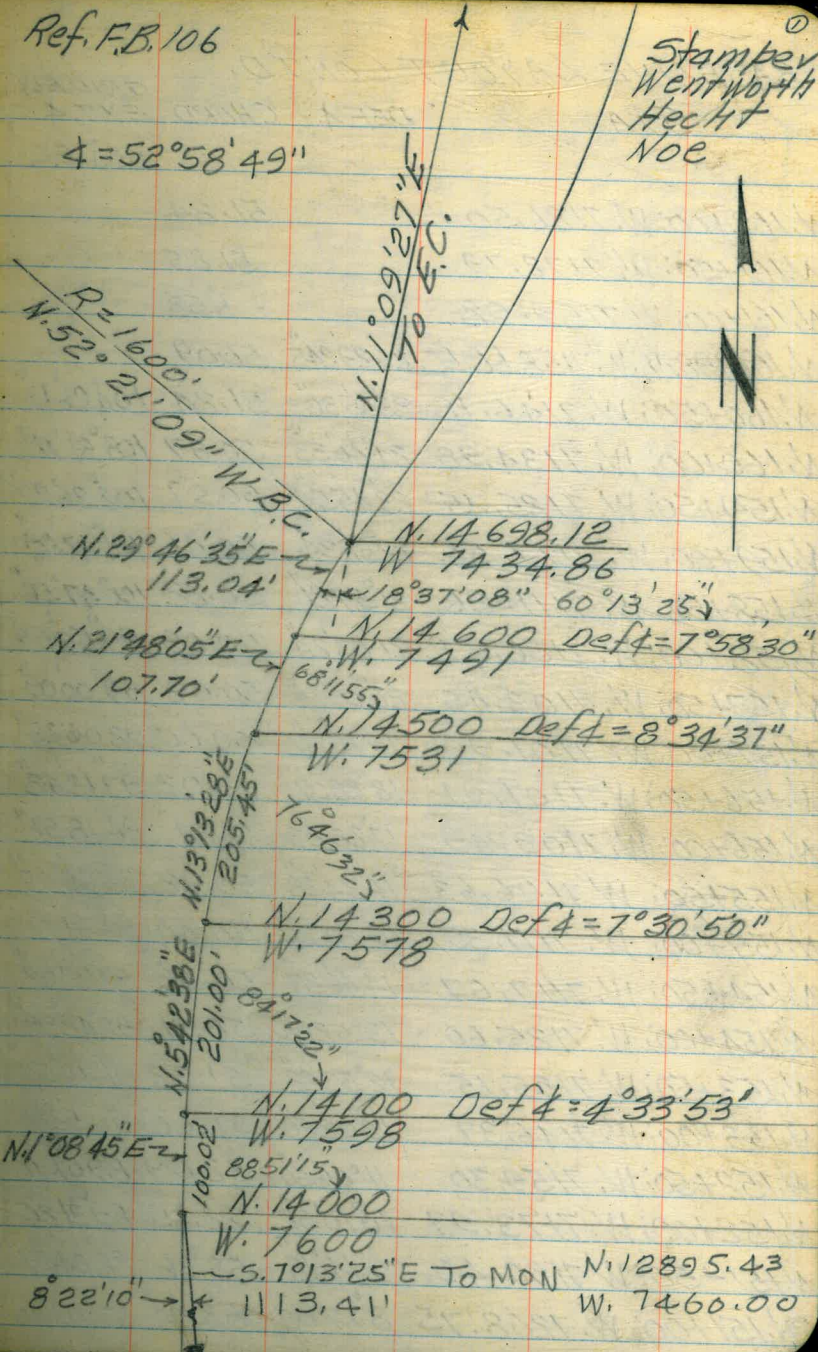 ①
Ref. F.B. 106
Stamper
Wentworth
Hecht
Noe
∡=52°58'49"
N.11°09'27"E
TO E.C.
R=1600'
N.52°21'09" W B.C.
N
N.14 698.12
W 7434.86
N.29°46'35"E
113.04'
18°37'08" 60°13'25"
N.14 600 Def∡=7°58'30"
W. 7491
N.21°48'05"E
107.70'
68°11'55"
N.14500 Def∡=8°34'37"
W. 7531
N.13°13'28"E
205.45'
76°46'32"
N.14300 Def∡=7°30'50"
W. 7578
N.5°42'38"E
201.00'
84°17'22"
N.14100 Def∡=4°33'53"
W. 7598
N.1°08'45"E
100.02'
88°51'15"
N.14000
W. 7600
S.7°13'25"E TO MON N.12895.43
8°22'10" 1113.41' W. 7460.00